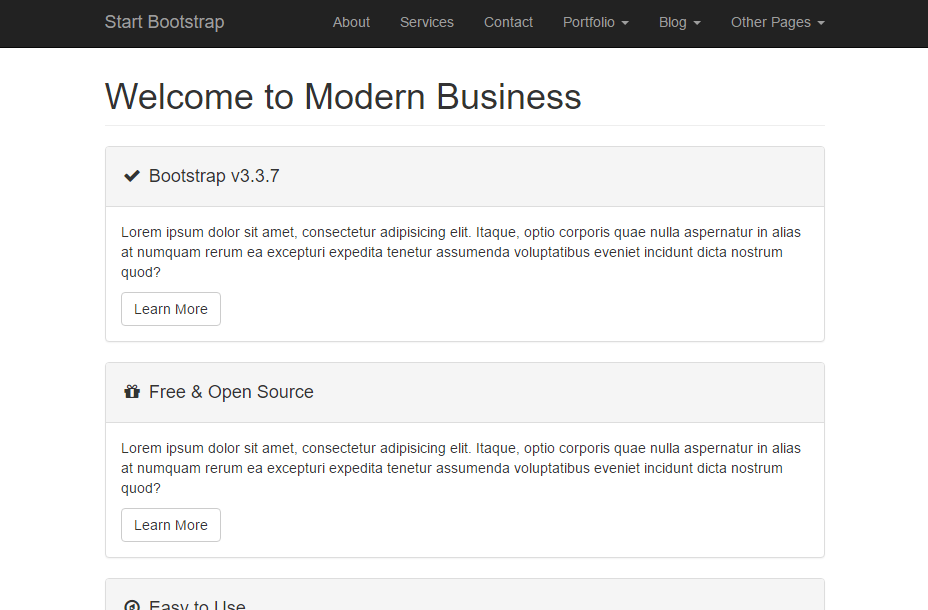 Start Bootstrap About Services Contact Portfolio Blog Other Pages
Welcome to Modern Business
Bootstrap v3.3.7
Lorem ipsum dolor sit amet, consectetur adipisicing elit. Itaque, optio corporis quae nulla aspernatur in alias
at numquam rerum ea excepturi expedita tenetur assumenda voluptatibus eveniet incidunt dicta nostrum
quod?
Learn More
Free & Open Source
Lorem ipsum dolor sit amet, consectetur adipisicing elit. Itaque, optio corporis quae nulla aspernatur in alias
at numquam rerum ea excepturi expedita tenetur assumenda voluptatibus eveniet incidunt dicta nostrum
quod?
Learn More
Easy to Use